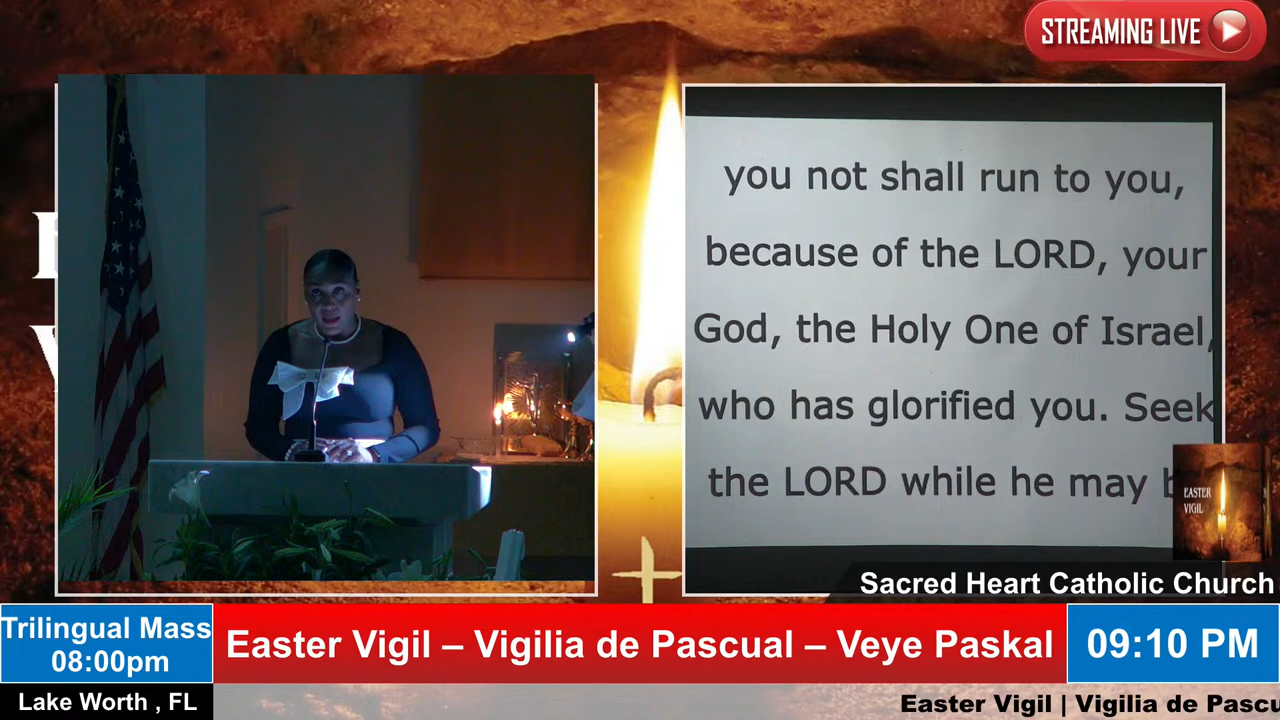 STREAMING LIVE
you not shall run to you,
because of the LORD, your
God, the Holy One of Israel,
who has glorified you. Seek
the LORD while he may
EASTER
VIGIL
Sacred Heart Catholic Church
Trilingual Mass
08:00pm
Easter Vigil – Vigilia de Pascual – Veye Paskal
09:10 PM
Lake Worth , FL
Easter Vigil | Vigilia de Pascu